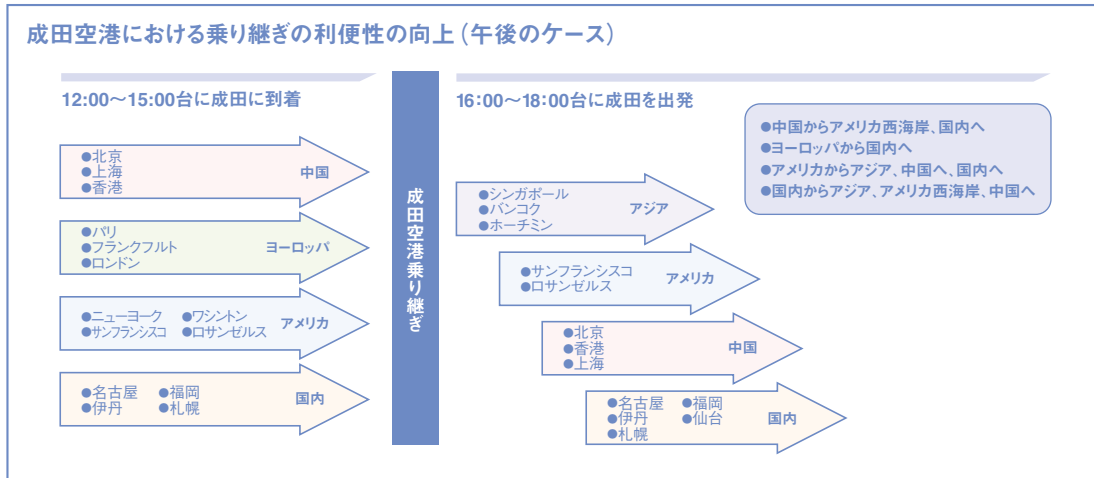 成田空港における乗り継ぎの利便性の向上（午後のケース）
12:00～15:00台に成田に到着
●北京
●上海
●香港
中国
●パリ
●フランクフルト
●ロンドン
ヨーロッパ
●ニューヨーク ●ワシントン
●サンフランシスコ ●ロサンゼルス
アメリカ
●名古屋 ●福岡
●伊丹 ●札幌
国内
成田空港乗り継ぎ
16:00～18:00台に成田を出発
●シンガポール
●バンコク
●ホーチミン
アジア
●サンフランシスコ
●ロサンゼルス
アメリカ
●北京
●香港
●上海
中国
●名古屋 ●福岡
●伊丹 ●仙台
●札幌
国内
●中国からアメリカ西海岸、国内へ
●ヨーロッパから国内へ
●アメリカからアジア、中国へ、国内へ
●国内からアジア、アメリカ西海岸、中国へ